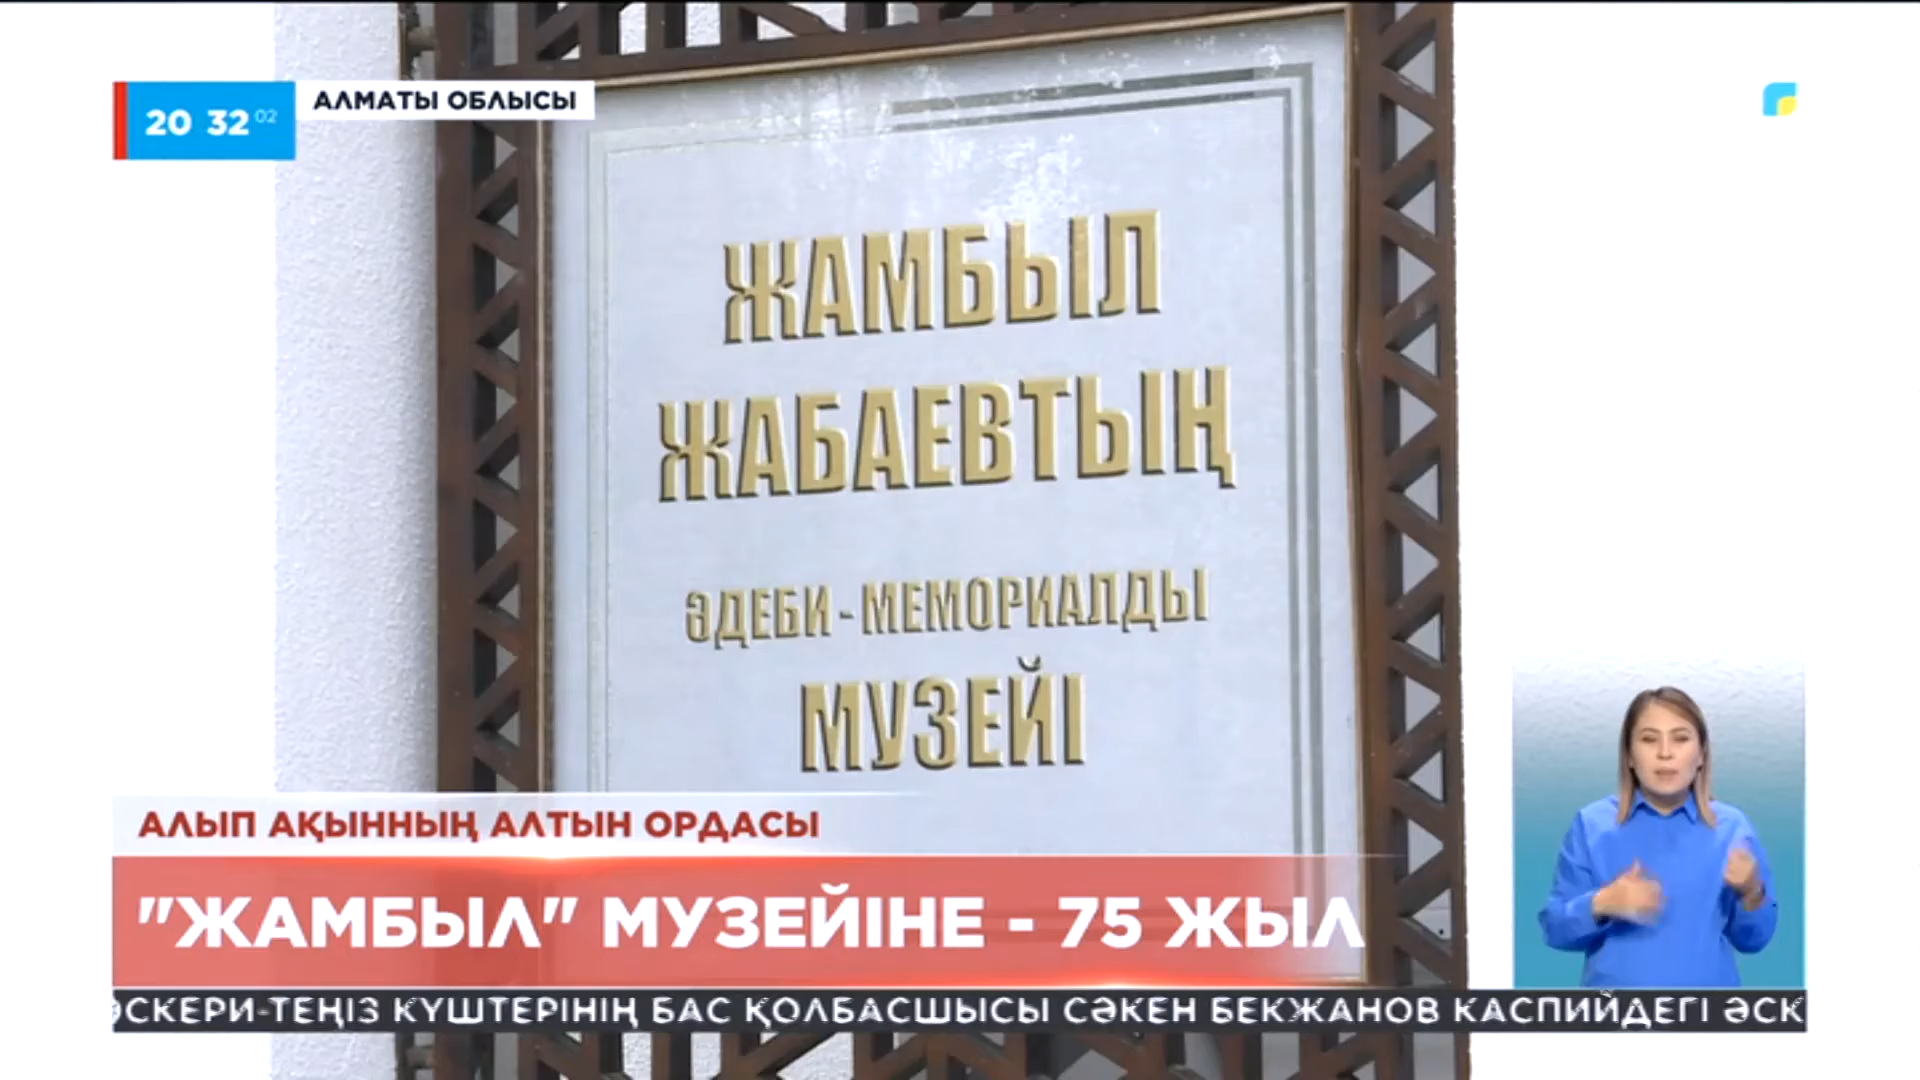 20 32 02
АЛМАТЫ ОБЛЫСЫ
ЖАМБЫЛ
ЖАБАЕВТЫҢ
ӘДЕБИ - МЕМОРИАЛДЫ
МУЗЕЙІ
АЛЫП АҚЫННЫҢ АЛТЫН ОРДАСЫ
"ЖАМБЫЛ" МУЗЕЙІНЕ - 75 ЖЫЛ
ӘСКЕРИ-ТЕҢІЗ КҮШТЕРІНІҢ БАС ҚОЛБАСШЫСЫ СӘКЕН БЕКЖАНОВ КАСПИЙДЕГІ ӘСК